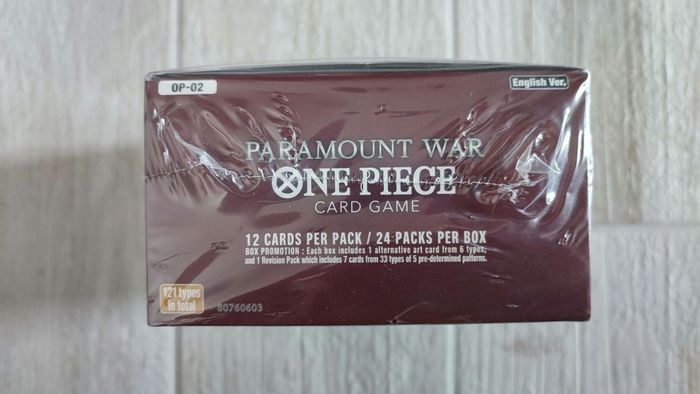 OP-02
English Ver.
PARAMOUNT WAR
ONE PIECE
CARD GAME
12 CARDS PER PACK / 24 PACKS PER BOX
BOX PROMOTION : Each box includes 1 alternative art card from 6 types,
and 1 Revision Pack which includes 7 cards from 33 types of 5 pre-determined patterns.
121 types
in total
80760603